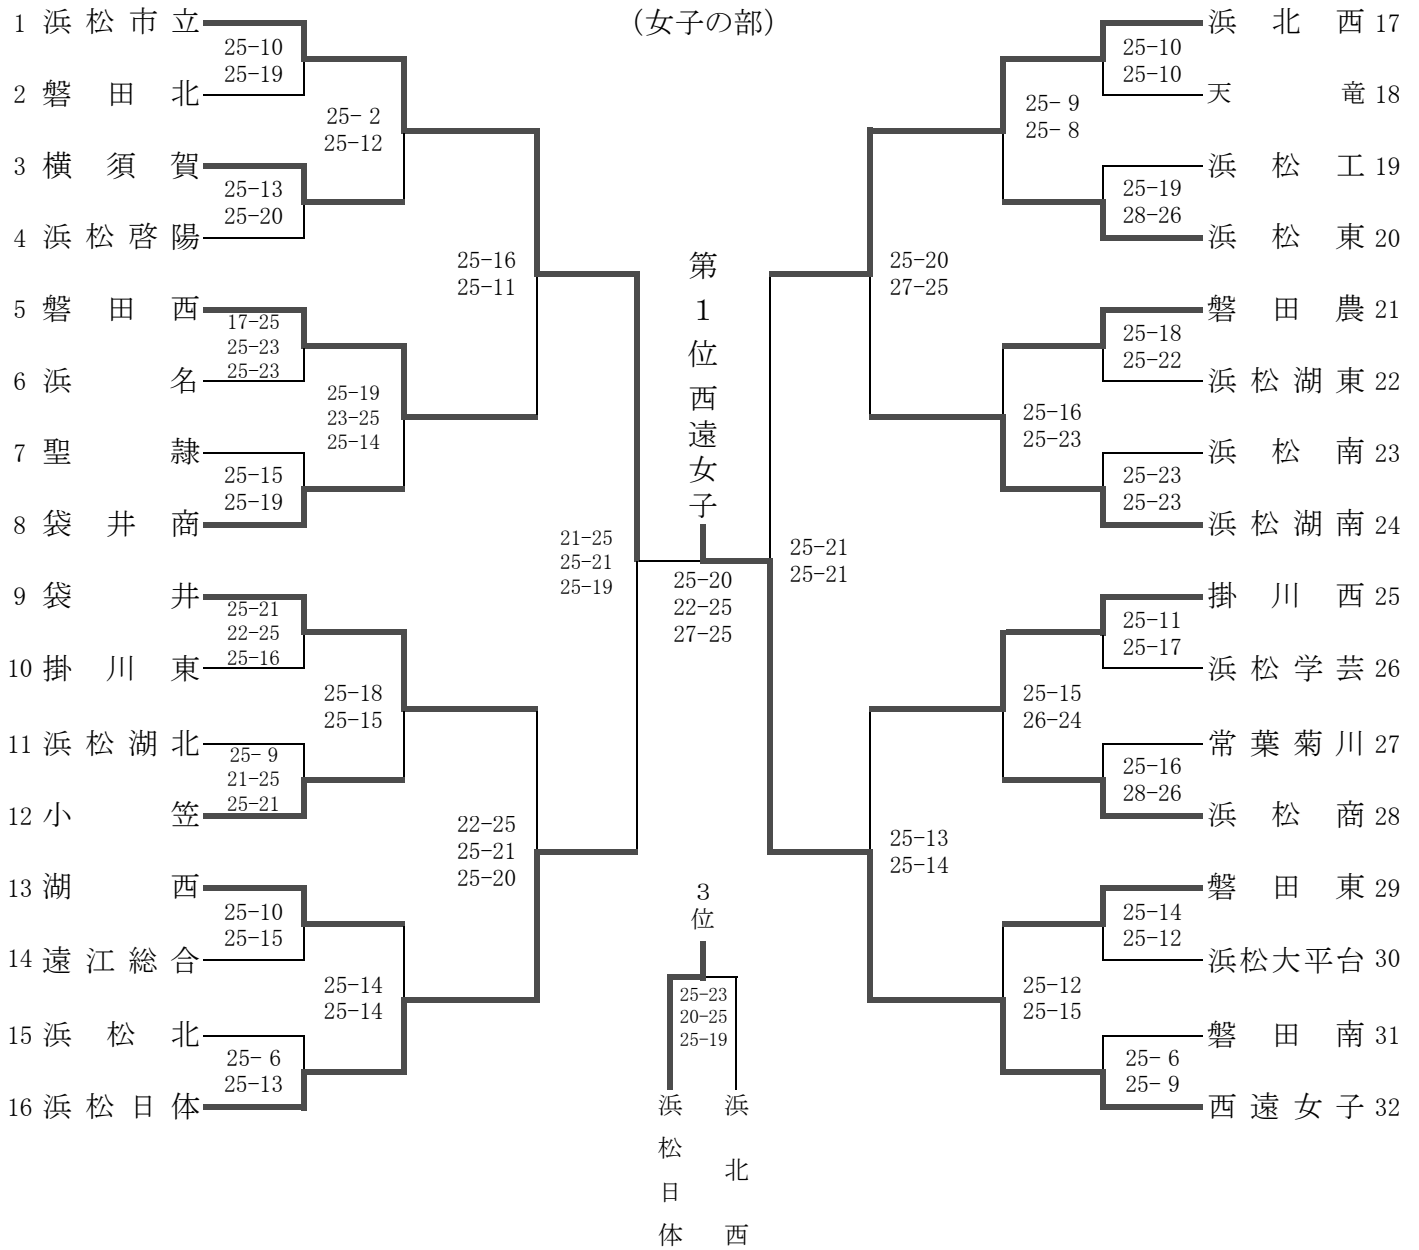 (女子の部)
1 浜松市立
25-10
25-19
2 磐田北
25- 2
25-12
3 横須賀
25-13
25-20
4 浜松啓陽
25-16
25-11
5 磐田西
17-25
25-23
25-23
6 浜名
25-19
23-25
25-14
7 聖隷
25-15
25-19
8 袋井商
21-25
25-21
25-19
9 袋井
25-21
22-25
25-16
10 掛川東
25-18
25-15
11 浜松湖北
25- 9
21-25
25-21
12 小笠
22-25
25-21
25-20
13 湖西
25-10
25-15
14 遠江総合
25-14
25-14
15 浜松北
25- 6
25-13
16 浜松日体
第1位西遠女子
25-20
22-25
27-25
3位
25-23
20-25
25-19
浜松日体
浜北西
浜北西 17
25-10
25-10
天竜 18
25- 9
25- 8
浜松工 19
25-19
28-26
浜松東 20
25-20
27-25
磐田農 21
25-18
25-22
浜松湖東 22
25-16
25-23
浜松南 23
25-23
25-23
浜松湖南 24
25-21
25-21
掛川西 25
25-11
25-17
浜松学芸 26
25-15
26-24
常葉菊川 27
25-16
28-26
浜松商 28
25-13
25-14
磐田東 29
25-14
25-12
浜松大平台 30
25-12
25-15
磐田南 31
25- 6
25- 9
西遠女子 32